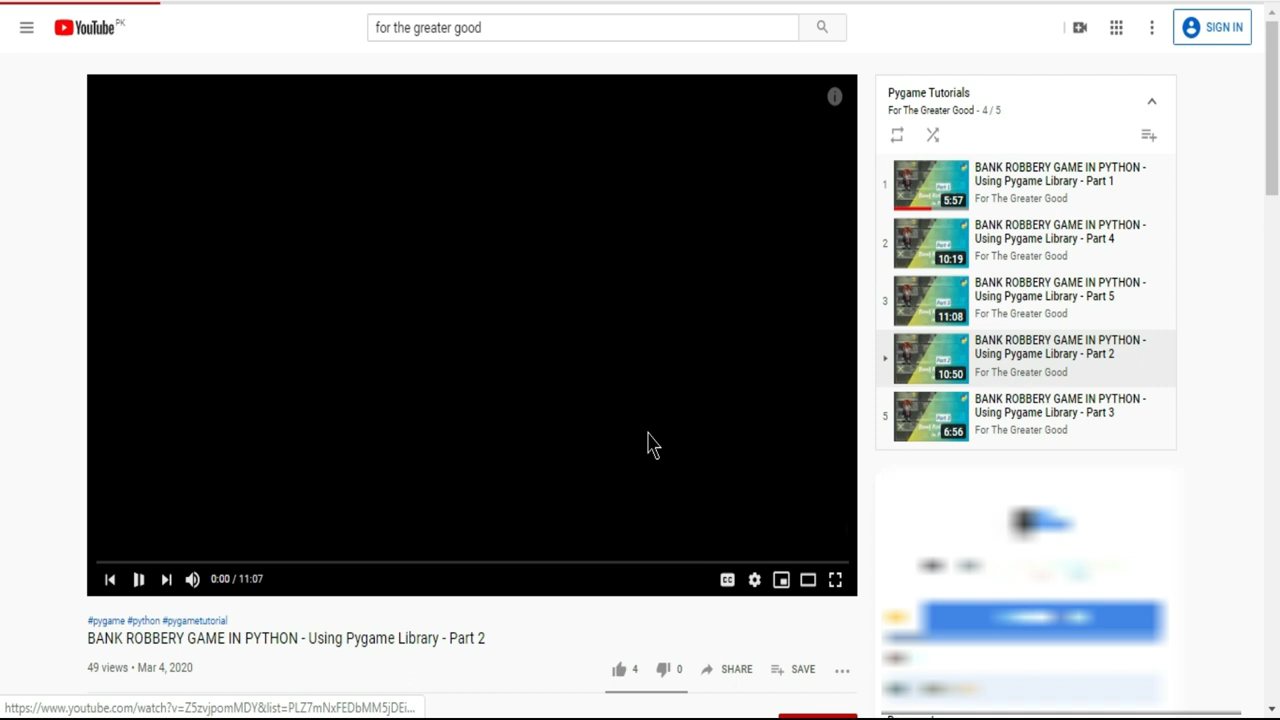 YouTube PK
for the greater good
SIGN IN
Pygame Tutorials
For The Greater Good - 4 / 5
1
5:57
BANK ROBBERY GAME IN PYTHON -
Using Pygame Library - Part 1
For The Greater Good
2
10:19
BANK ROBBERY GAME IN PYTHON -
Using Pygame Library - Part 4
For The Greater Good
3
11:08
BANK ROBBERY GAME IN PYTHON -
Using Pygame Library - Part 5
For The Greater Good
10:50
BANK ROBBERY GAME IN PYTHON -
Using Pygame Library - Part 2
For The Greater Good
5
6:56
BANK ROBBERY GAME IN PYTHON -
Using Pygame Library - Part 3
For The Greater Good
0:00 / 11:07
CC
#pygame #python #pygametutorial
BANK ROBBERY GAME IN PYTHON - Using Pygame Library - Part 2
49 views • Mar 4, 2020
4
0
SHARE
SAVE
https://www.youtube.com/watch?v=Z5zvjpomMDY&list=PLZ7mNxFEDbMM5jDEi...